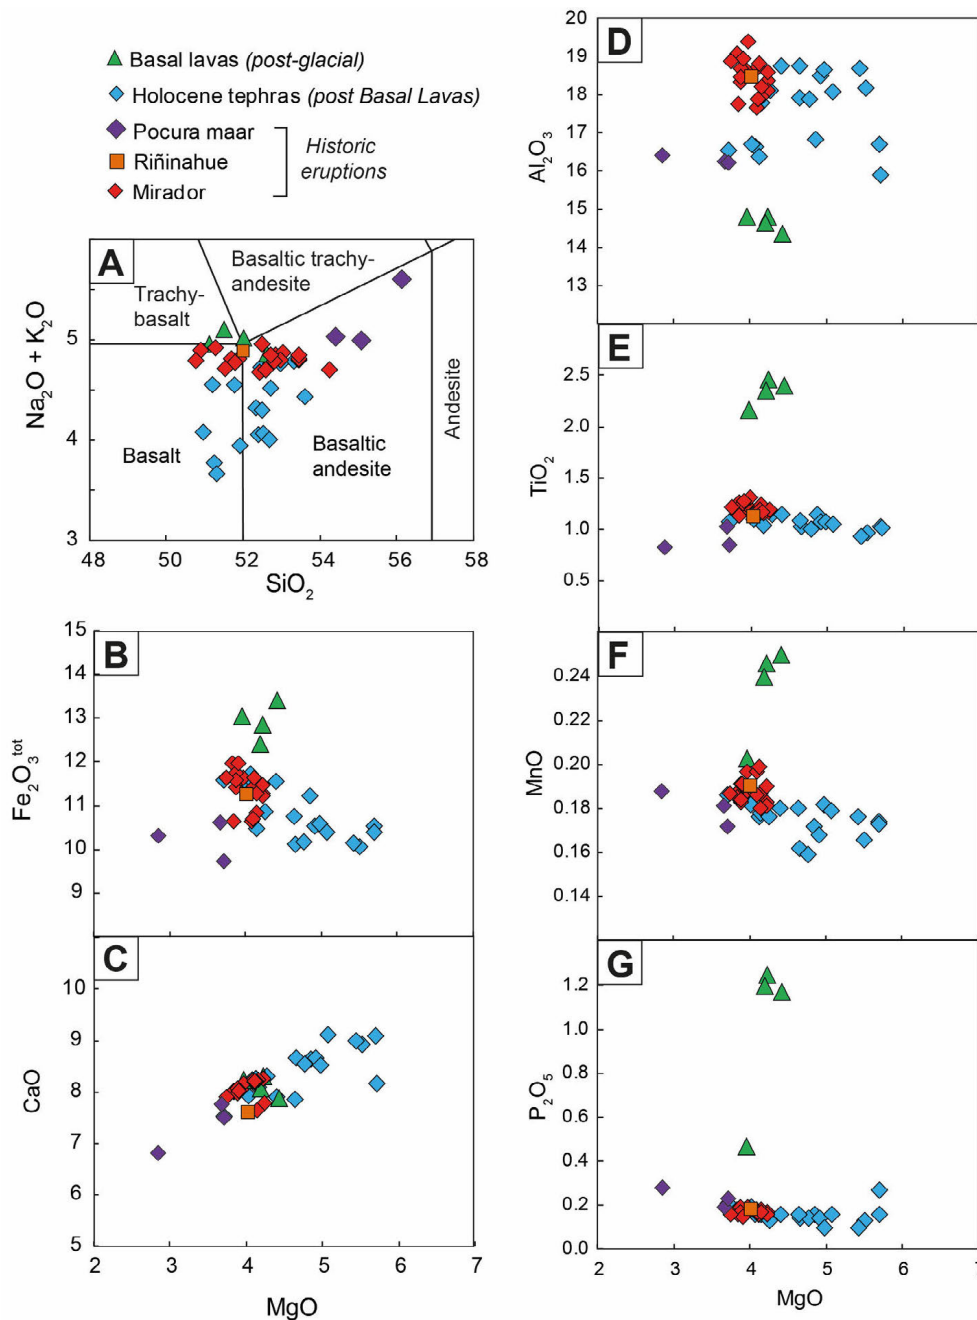 Basal lavas (post-glacial)
Holocene tephras (post Basal Lavas)
Pocura maar
Riñinahue
Mirador
Historic
eruptions
A
Trachy-
basalt
Basaltic trachy-
andesite
Basalt
Basaltic
andesite
Andesite
Na₂O + K₂O
5
4
3
48 50 52 54 56 58
SiO₂
B
Fe₂O₃ᵗᵒᵗ
15
14
13
12
11
10
9
C
CaO
10
9
8
7
6
5
2 3 4 5 6 7
MgO
D
Al₂O₃
20
19
18
17
16
15
14
13
E
TiO₂
2.5
2.0
1.5
1.0
0.5
F
MnO
0.24
0.22
0.20
0.18
0.16
0.14
G
P₂O₅
1.2
1.0
0.8
0.6
0.4
0.2
0.0
2 3 4 5 6 7
MgO